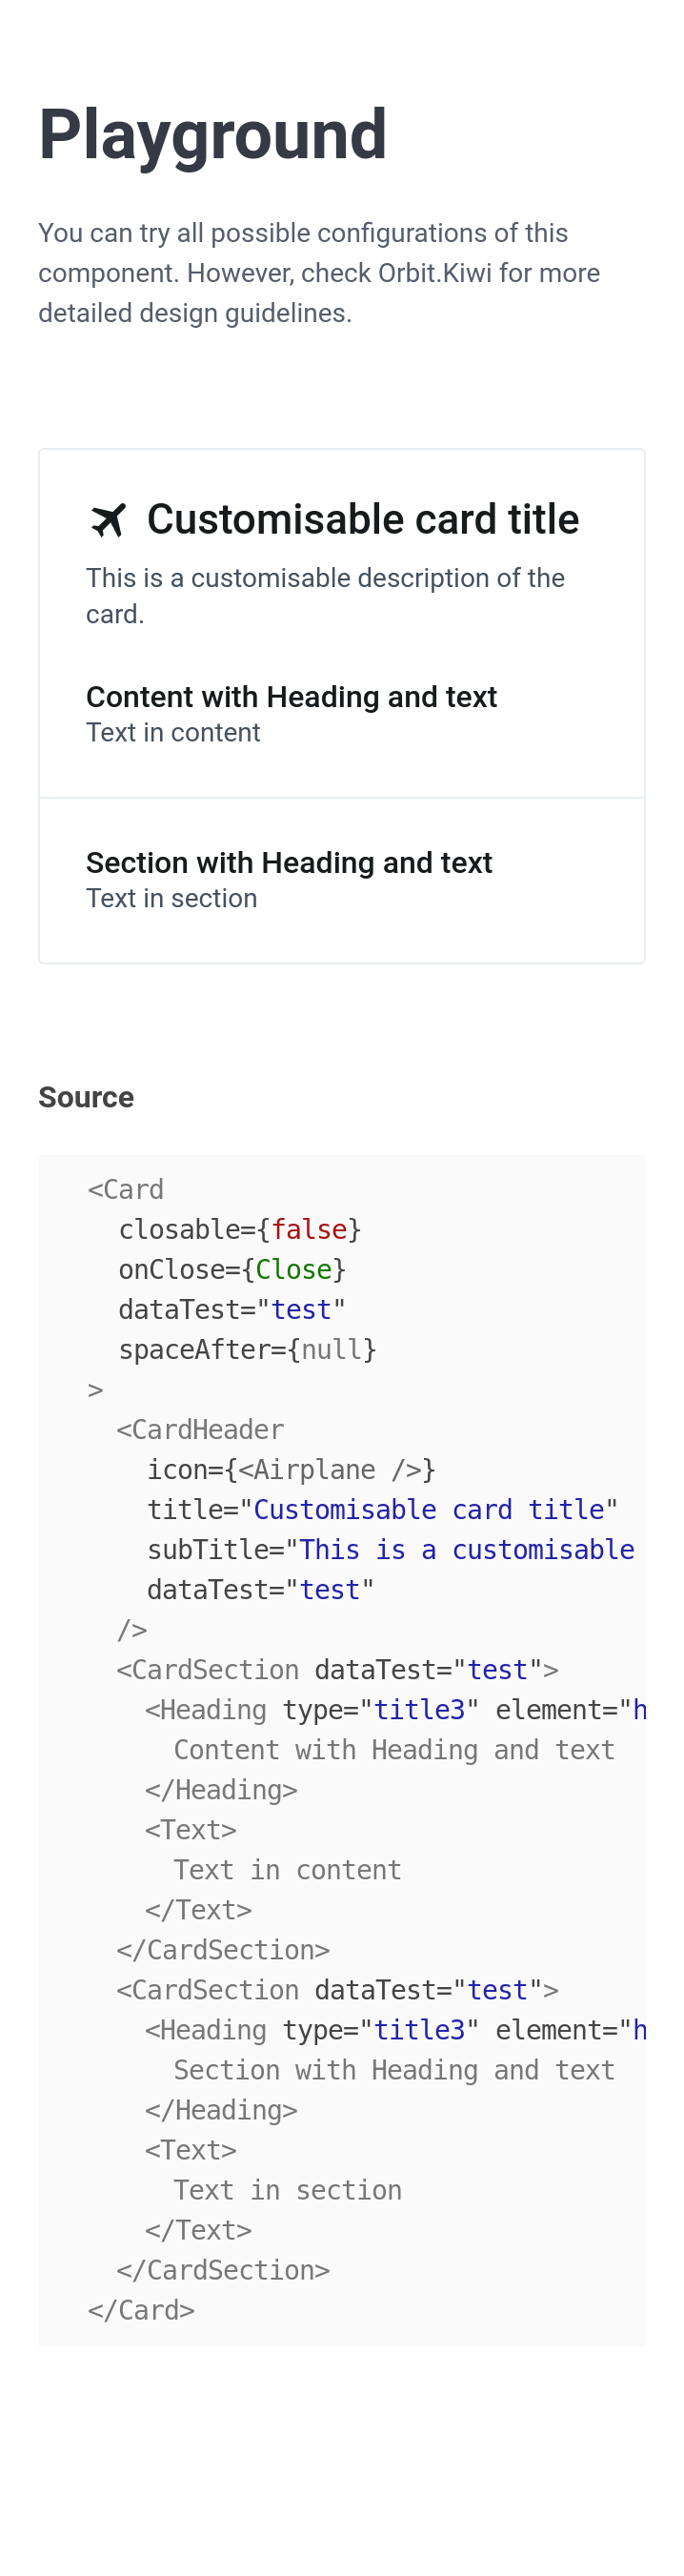 Playground
You can try all possible configurations of this
component. However, check Orbit.Kiwi for more
detailed design guidelines.
Customisable card title
This is a customisable description of the
card.
Content with Heading and text
Text in content
Section with Heading and text
Text in section
Source
<Card
closable={false}
onClose={Close}
dataTest="test"
spaceAfter={null}
>
<CardHeader
icon={<Airplane />}
title="Customisable card title"
subTitle="This is a customisable
dataTest="test"
/>
<CardSection dataTest="test">
<Heading type="title3" element="h
Content with Heading and text
</Heading>
<Text>
Text in content
</Text>
</CardSection>
<CardSection dataTest="test">
<Heading type="title3" element="h
Section with Heading and text
</Heading>
<Text>
Text in section
</Text>
</CardSection>
</Card>